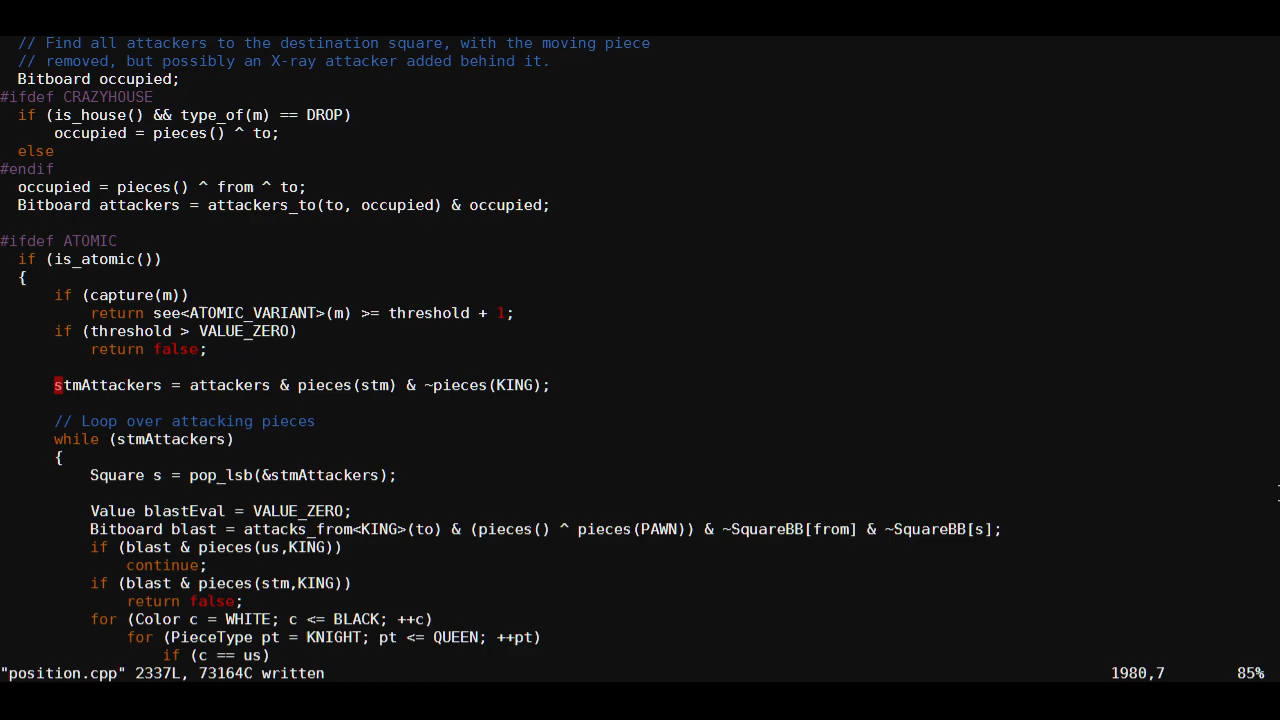 // Find all attackers to the destination square, with the moving piece
// removed, but possibly an X-ray attacker added behind it.
Bitboard occupied;
#ifdef CRAZYHOUSE
if (is_house() && type_of(m) == DROP)
occupied = pieces() ^ to;
else
#endif
occupied = pieces() ^ from ^ to;
Bitboard attackers = attackers_to(to, occupied) & occupied;
#ifdef ATOMIC
if (is_atomic())
{
if (capture(m))
return see<ATOMIC_VARIANT>(m) >= threshold + 1;
if (threshold > VALUE_ZERO)
return false;
stmAttackers = attackers & pieces(stm) & ~pieces(KING);
// Loop over attacking pieces
while (stmAttackers)
{
Square s = pop_lsb(&stmAttackers);
Value blastEval = VALUE_ZERO;
Bitboard blast = attacks_from<KING>(to) & (pieces() ^ pieces(PAWN)) & ~SquareBB[from] & ~SquareBB[s];
if (blast & pieces(us,KING))
continue;
if (blast & pieces(stm,KING))
return false;
for (Color c = WHITE; c <= BLACK; ++c)
for (PieceType pt = KNIGHT; pt <= QUEEN; ++pt)
if (c == us)
"position.cpp" 2337L, 73164C written 1980,7 85%